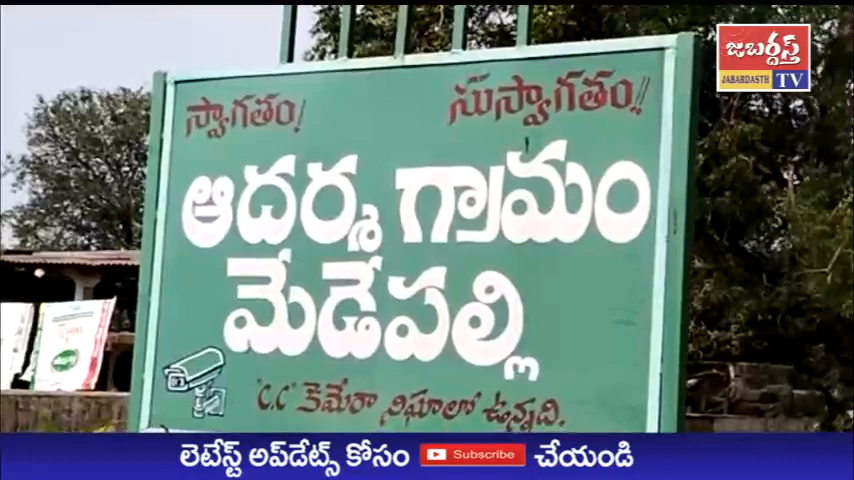 జబర్దస్త్
JABARDASTH TV
స్వాగతం! సుస్వాగతం!!
ఆదర్శ గ్రామం
మేడేపల్లి
"C.C" కెమేరా నిఘాలో ఉన్నది.
లెటేస్ట్ అప్‌డేట్స్ కోసం Subscribe చేయండి